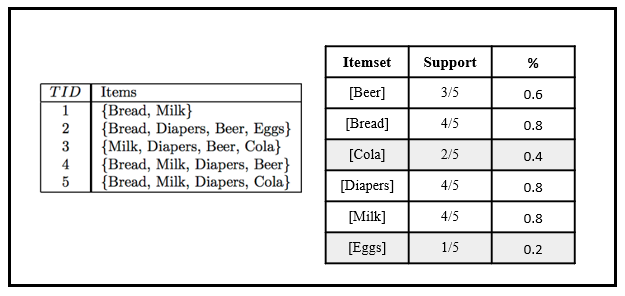 TID Items
1 {Bread, Milk}
2 {Bread, Diapers, Beer, Eggs}
3 {Milk, Diapers, Beer, Cola}
4 {Bread, Milk, Diapers, Beer}
5 {Bread, Milk, Diapers, Cola}
Itemset Support %
[Beer] 3/5 0.6
[Bread] 4/5 0.8
[Cola] 2/5 0.4
[Diapers] 4/5 0.8
[Milk] 4/5 0.8
[Eggs] 1/5 0.2